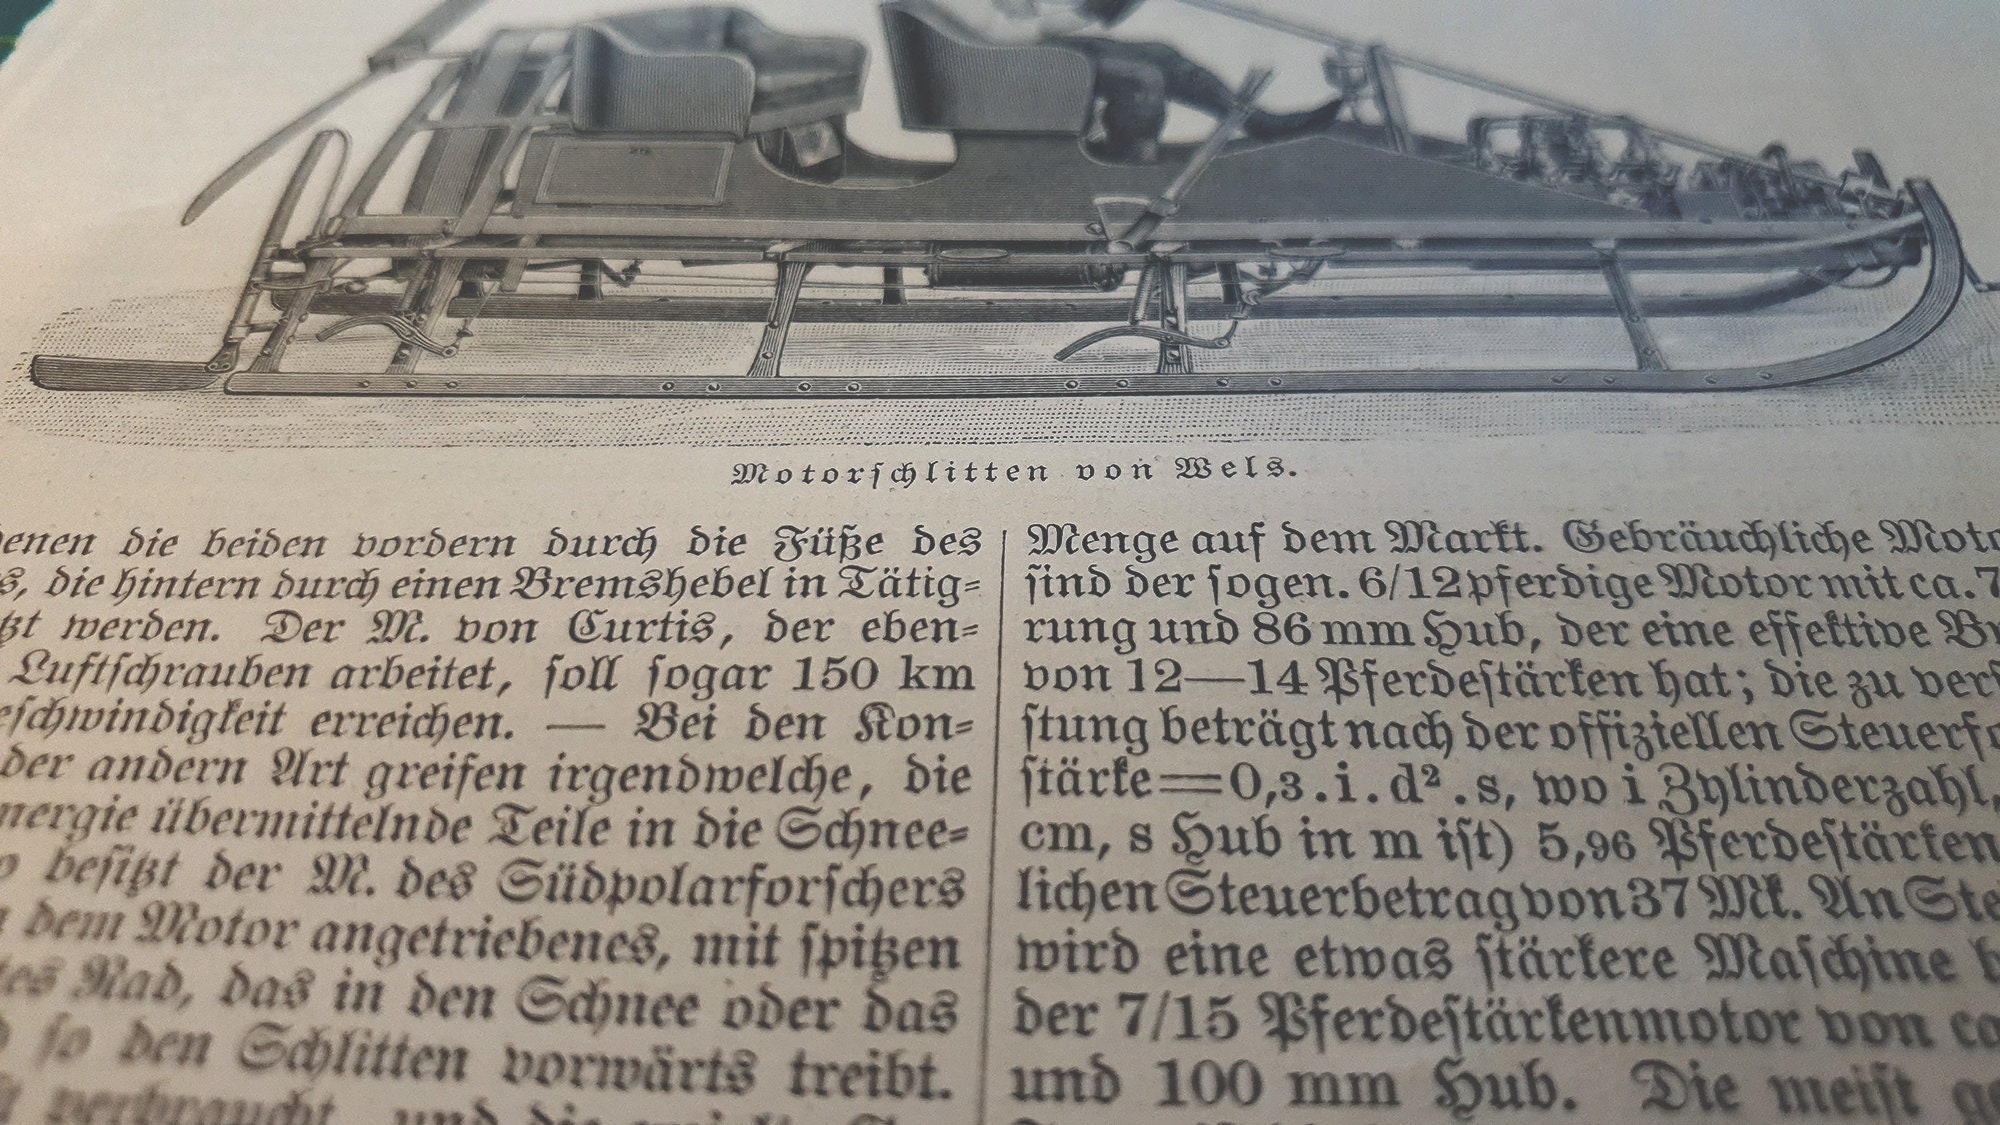 Motorſchlitten von Wels.
denen die beiden vordern durch die Füße des
die hintern durch einen Bremshebel in Tätig⸗
werden. Der M. von Curtis, der eben⸗
Luftſchrauben arbeitet, ſoll ſogar 150 km
erreichen. — Bei den Kon⸗
der andern Art greifen irgendwelche, die
übermittelnde Teile in die Schnee⸗
beſitzt der M. des Südpolarforſchers
dem Motor angetriebenes, mit ſpitzen
Rad, das in den Schnee oder das
ſo den Schlitten vorwärts treibt.
verbraucht, und die
Menge auf dem Markt. Gebräuchliche
ſind der ſogen. 6/12pferdige Motor mit ca. 7
rung und 86 mm Hub, der eine effektive
von 12—14 Pferdeſtärken hat; die zu
ſtung beträgt nach der offiziellen
ſtärke = 0,3 . i . d² . s, wo i Zylinderzahl,
cm, s Hub in m iſt) 5,96 Pferdeſtärken
lichen Steuerbetrag von 37 Mk. An
wird eine etwas ſtärkere Maſchine
der 7/15 Pferdeſtärkenmotor von
und 100 mm Hub. Die meiſt